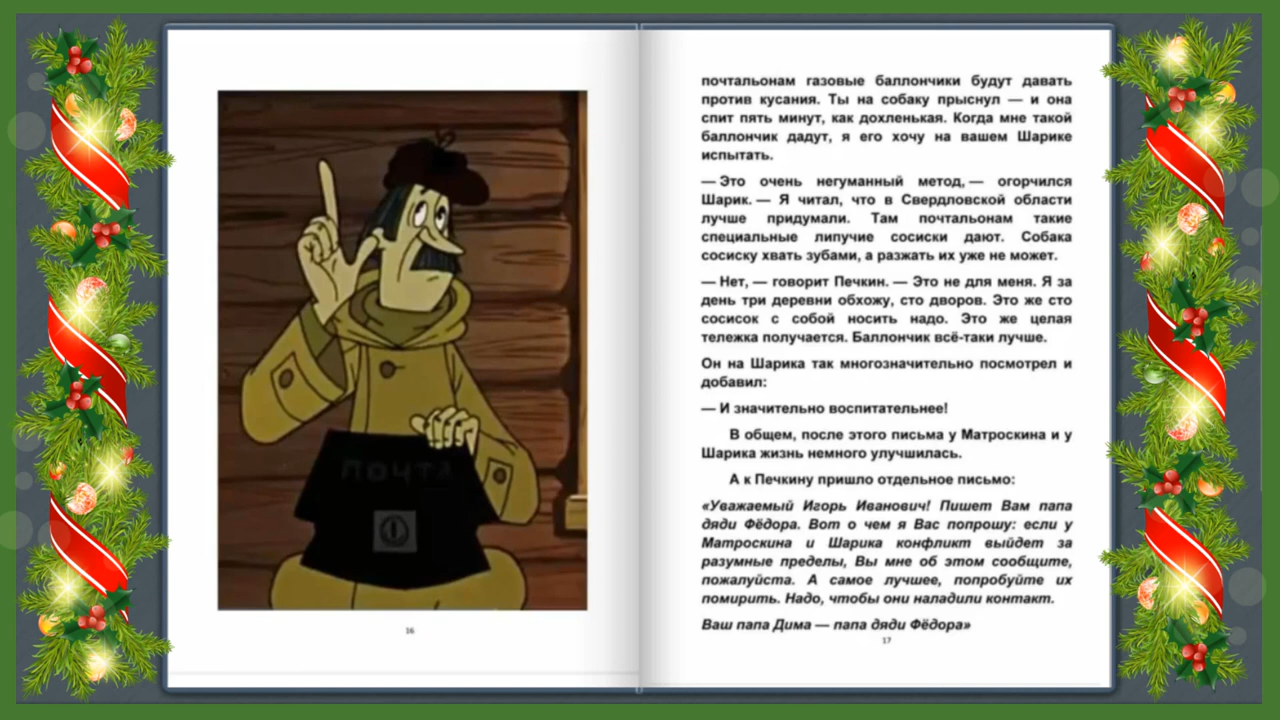 ПОЧТА
16
почтальонам газовые баллончики будут давать
против кусания. Ты на собаку прыснул — и она
спит пять минут, как дохленькая. Когда мне такой
баллончик дадут, я его хочу на вашем Шарике
испытать.
— Это очень негуманный метод, — огорчился
Шарик. — Я читал, что в Свердловской области
лучше придумали. Там почтальонам такие
специальные липучие сосиски дают. Собака
сосиску хвать зубами, а разжать их уже не может.
— Нет, — говорит Печкин. — Это не для меня. Я за
день три деревни обхожу, сто дворов. Это же сто
сосисок с собой носить надо. Это же целая
тележка получается. Баллончик всё-таки лучше.
Он на Шарика так многозначительно посмотрел и
добавил:
— И значительно воспитательнее!
В общем, после этого письма у Матроскина и у
Шарика жизнь немного улучшилась.
А к Печкину пришло отдельное письмо:
«Уважаемый Игорь Иванович! Пишет Вам папа
дяди Фёдора. Вот о чем я Вас попрошу: если у
Матроскина и Шарика конфликт выйдет за
разумные пределы, Вы мне об этом сообщите,
пожалуйста. А самое лучшее, попробуйте их
помирить. Надо, чтобы они наладили контакт.
Ваш папа Дима — папа дяди Фёдора»
17